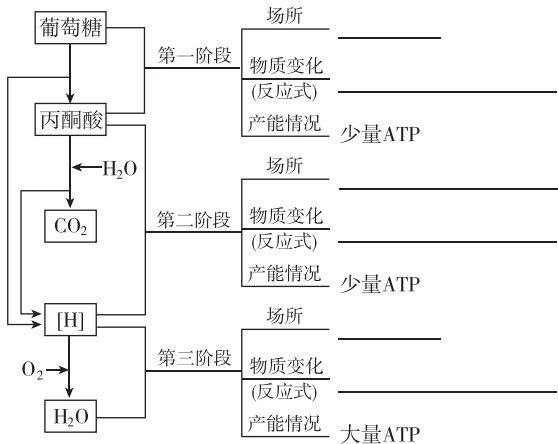 葡萄糖
丙酮酸
H₂O
CO₂
[H]
O₂
H₂O
第一阶段
场所
物质变化
(反应式)
产能情况 少量ATP
第二阶段
场所
物质变化
(反应式)
产能情况 少量ATP
第三阶段
场所
物质变化
(反应式)
产能情况 大量ATP